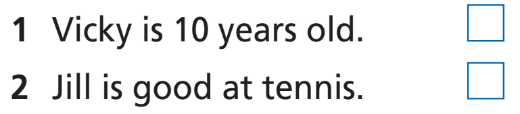 1 Vicky is 10 years old.
2 Jill is good at tennis.